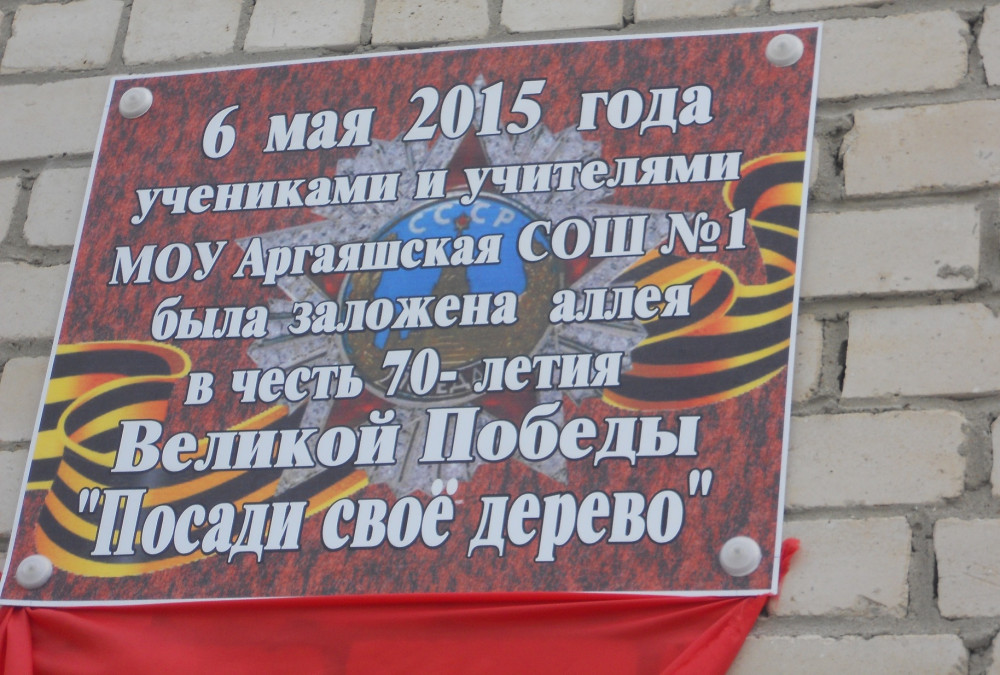 6 мая 2015 года
учениками и учителями
СССР
МОУ Аргаяшская СОШ №1
была заложена аллея
в честь 70- летия
Великой Победы
"Посади своё дерево"